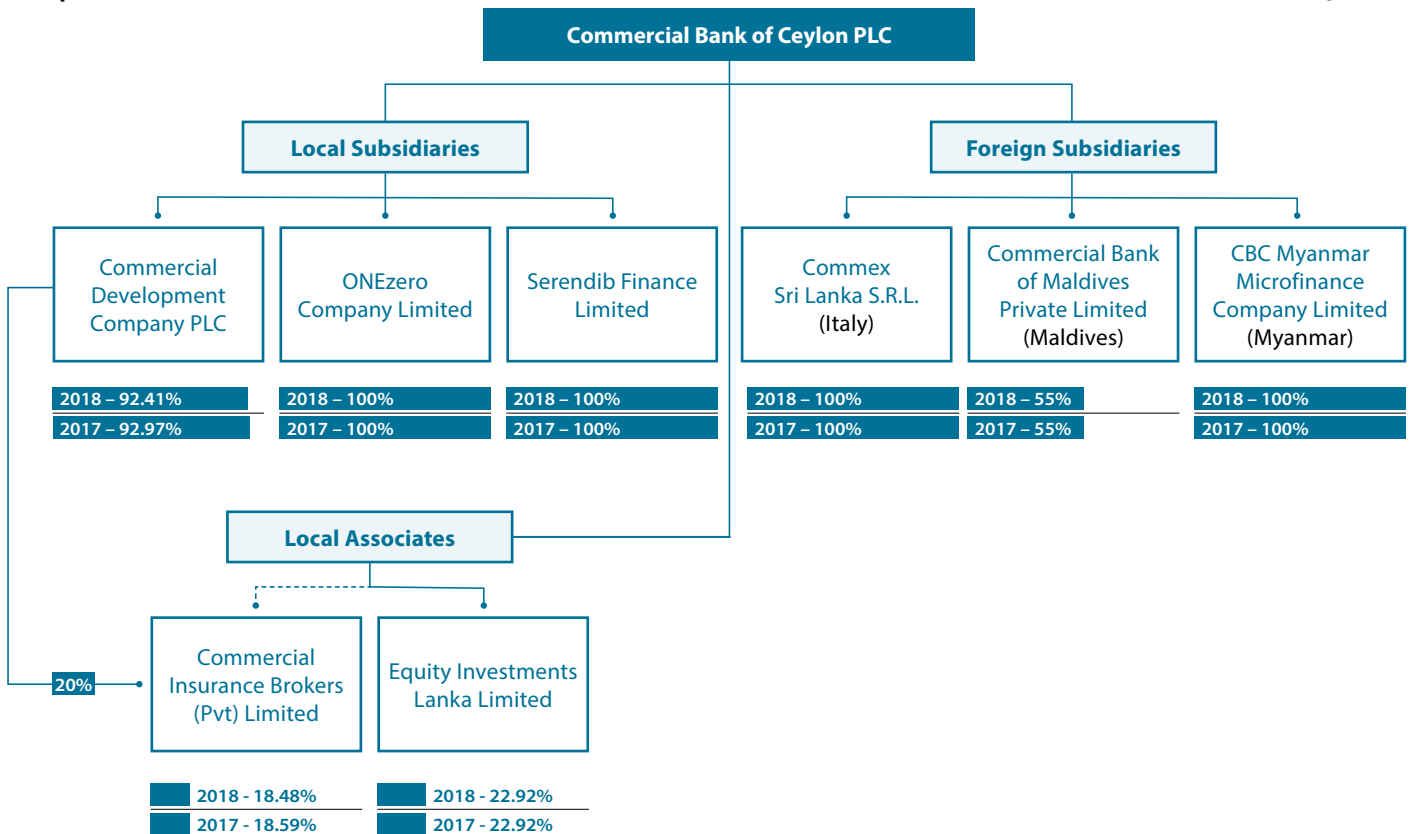 Commercial Bank of Ceylon PLC
Local Subsidiaries
Foreign Subsidiaries
Commercial
Development
Company PLC
ONEzero
Company Limited
Serendib Finance
Limited
Commex
Sri Lanka S.R.L.
(Italy)
Commercial Bank
of Maldives
Private Limited
(Maldives)
CBC Myanmar
Microfinance
Company Limited
(Myanmar)
2018 – 92.41%
2017 – 92.97%
2018 – 100%
2017 – 100%
2018 – 100%
2017 – 100%
2018 – 100%
2017 – 100%
2018 – 55%
2017 – 55%
2018 – 100%
2017 – 100%
Local Associates
20%
Commercial
Insurance Brokers
(Pvt) Limited
Equity Investments
Lanka Limited
2018 - 18.48%
2017 - 18.59%
2018 - 22.92%
2017 - 22.92%